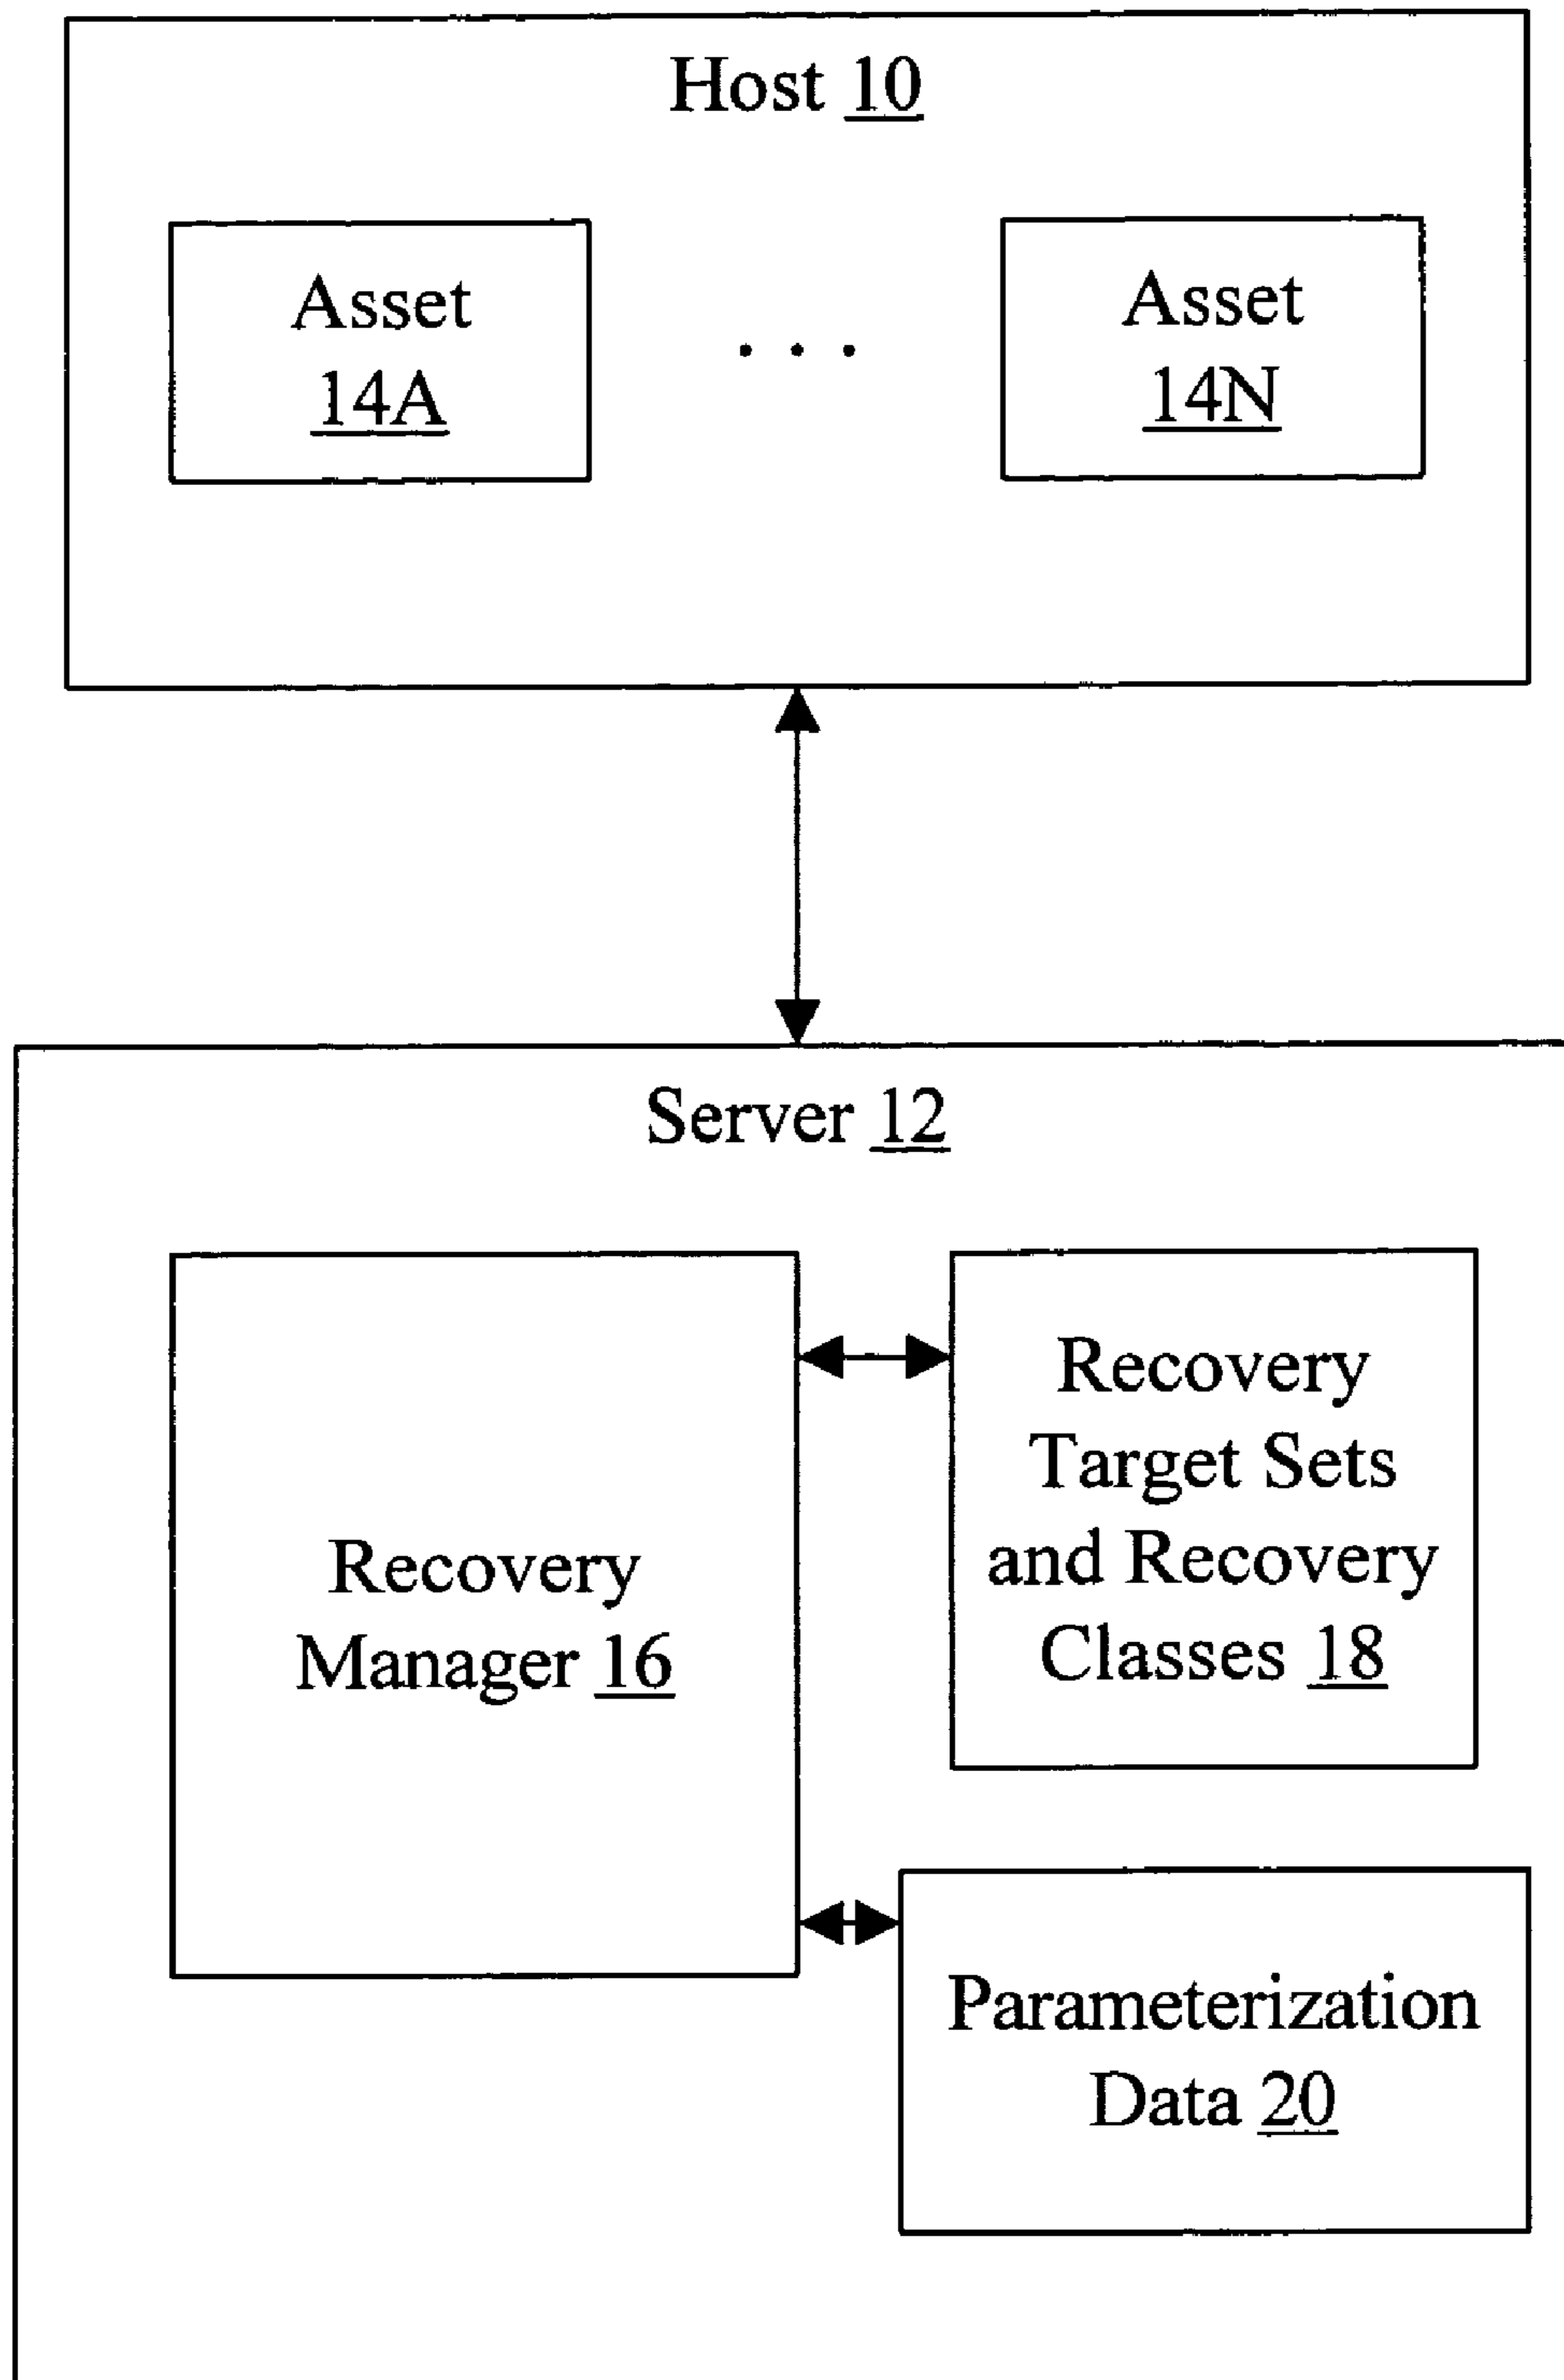 Host 10
Asset
14A
. . .
Asset
14N
Server 12
Recovery
Manager 16
Recovery
Target Sets
and Recovery
Classes 18
Parameterization
Data 20